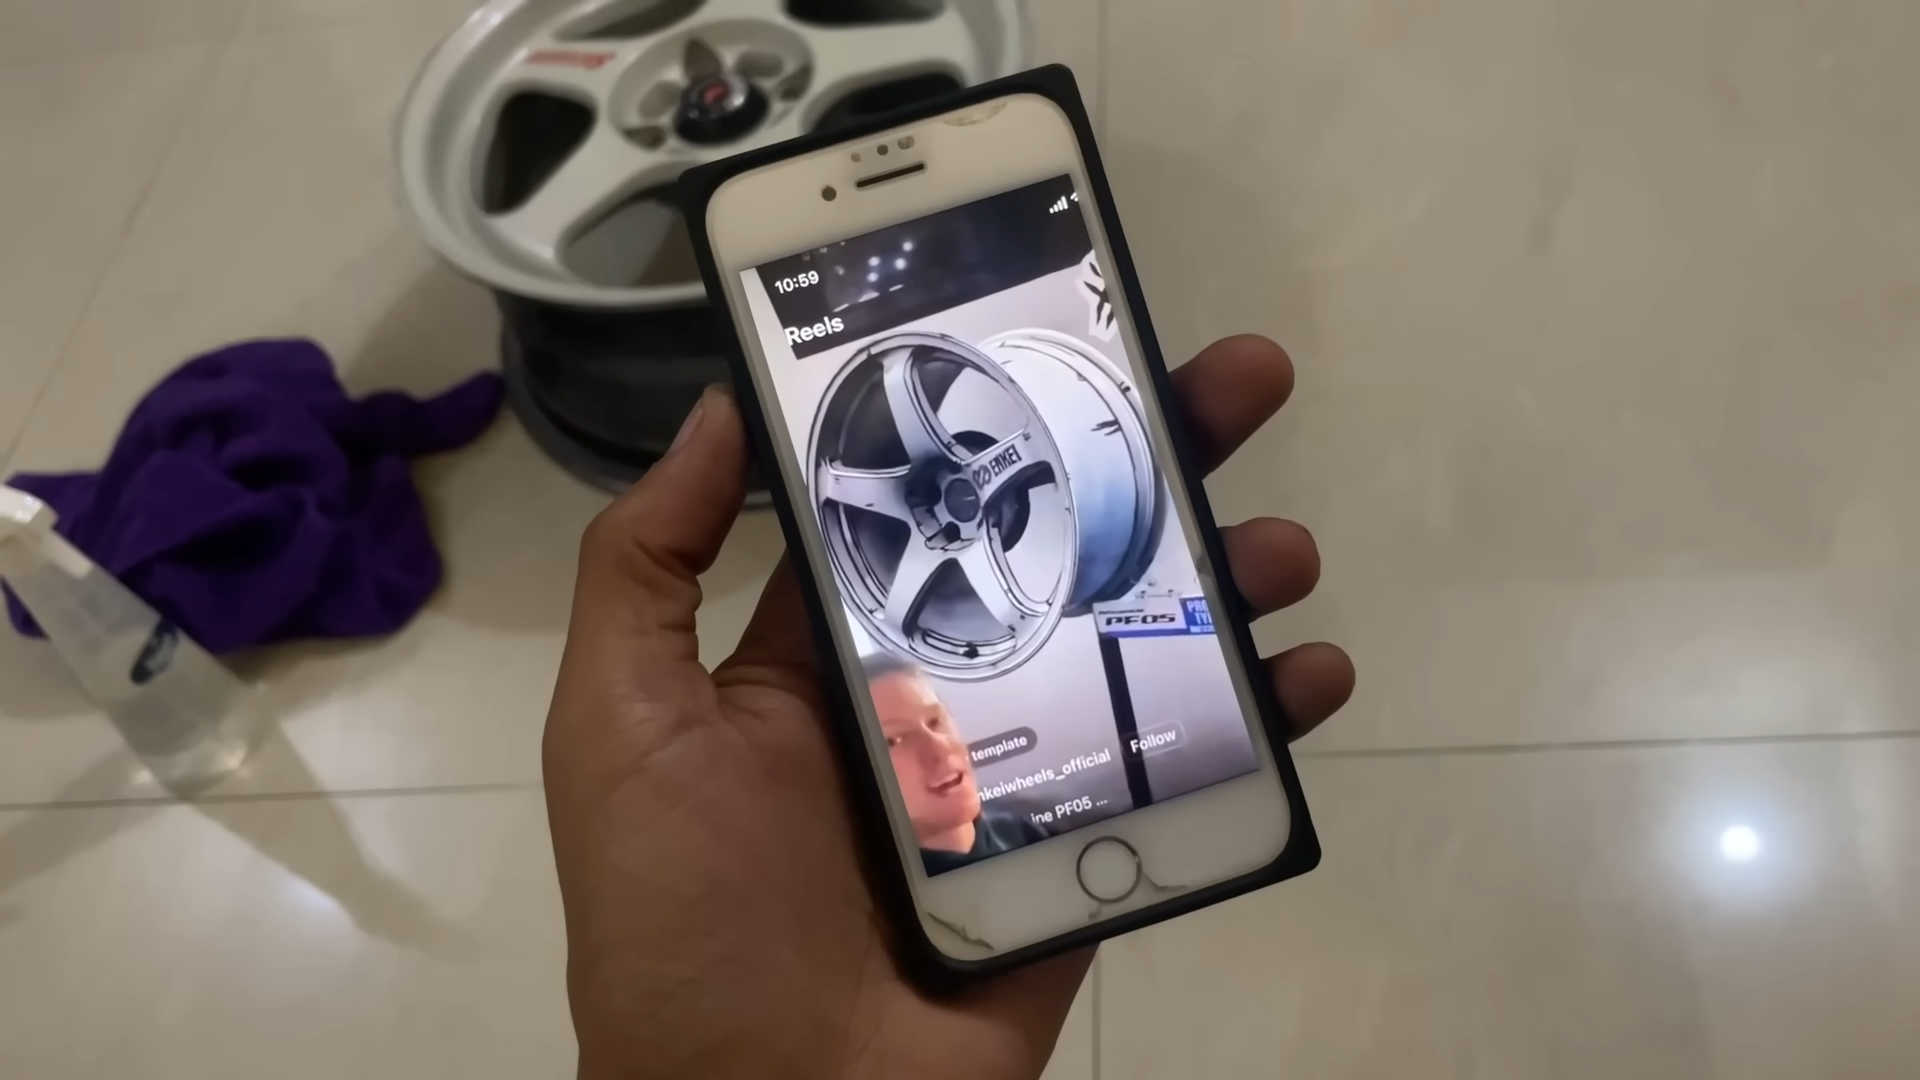 10:59
Reels
ENKEI
PF05
template
nkeiwheels_official
Follow
ine PF05 ...